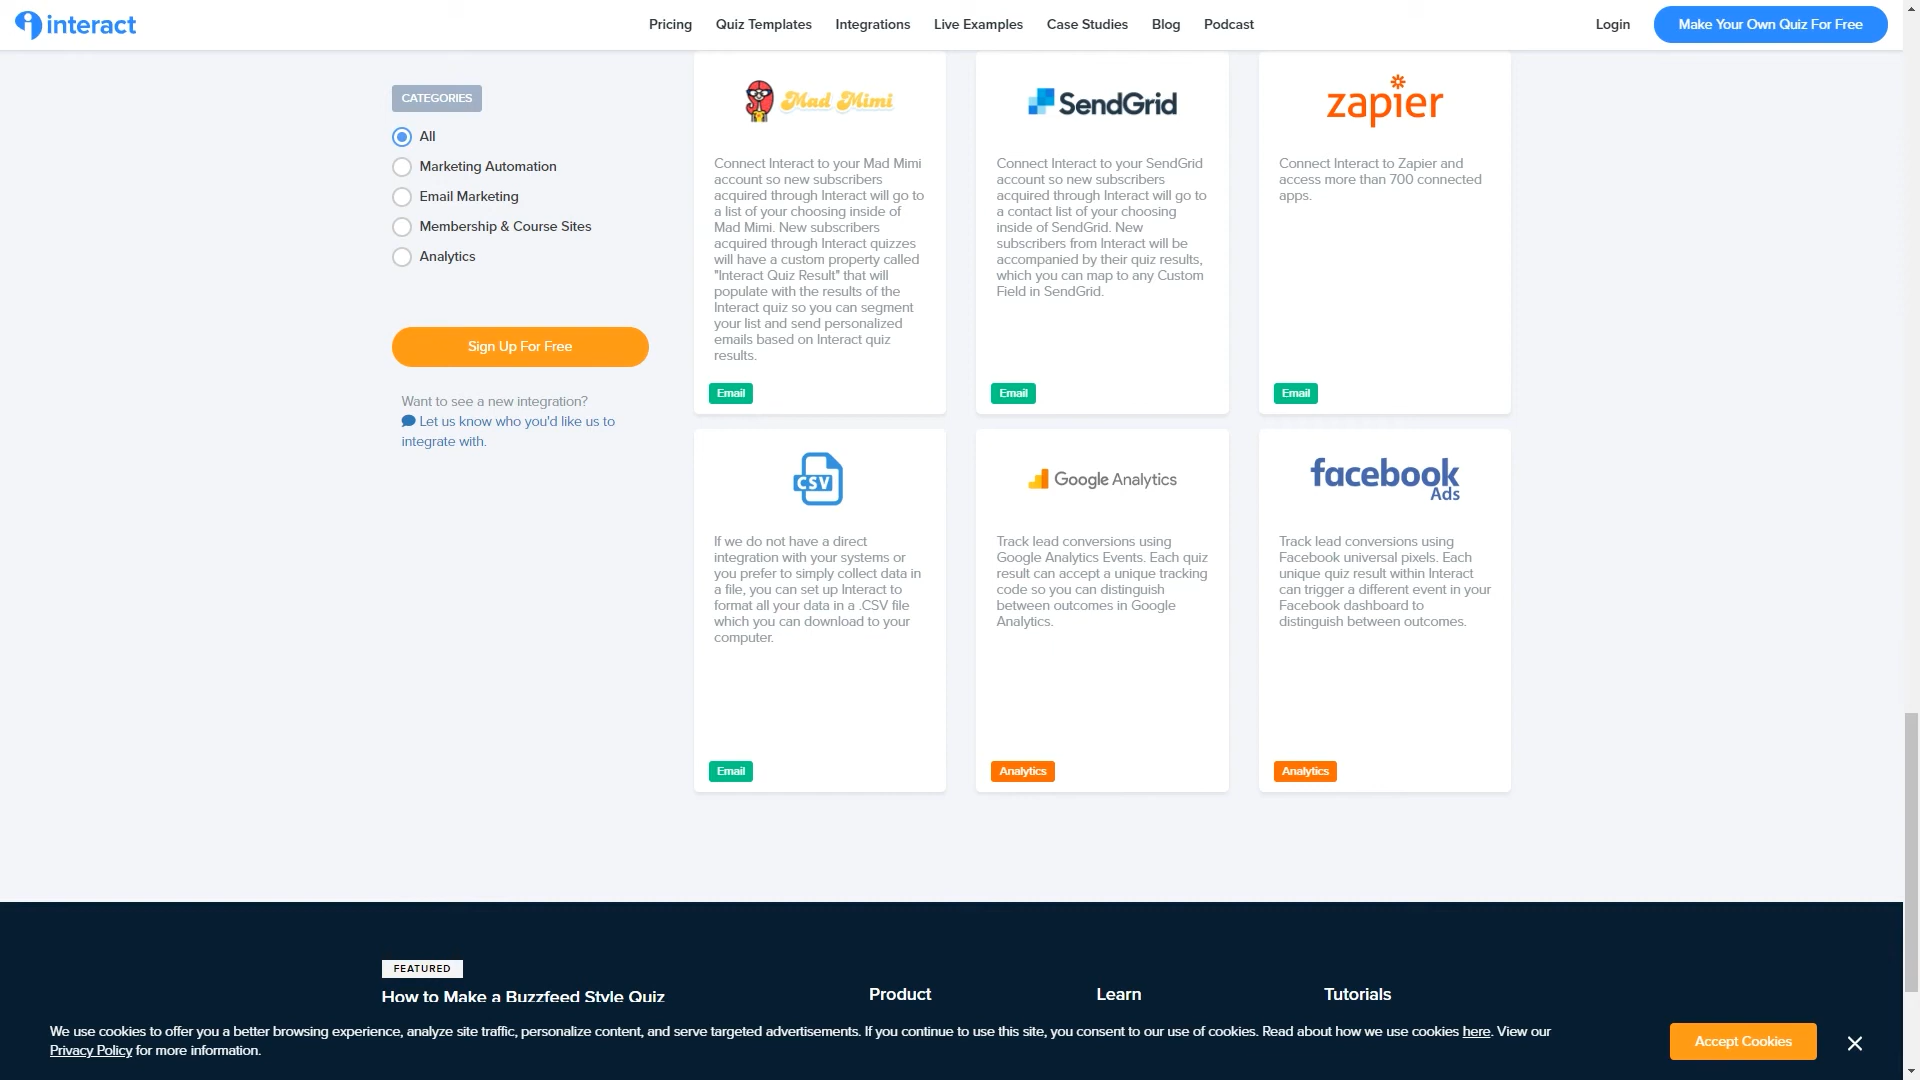 interact
Pricing
Quiz Templates
Integrations
Live Examples
Case Studies
Blog
Podcast
Login
Make Your Own Quiz For Free
CATEGORIES
All
Marketing Automation
Email Marketing
Membership & Course Sites
Analytics
Sign Up For Free
Want to see a new integration?
Let us know who you'd like us to
integrate with.
Mad Mimi
Connect Interact to your Mad Mimi
account so new subscribers
acquired through Interact will go to
a list of your choosing inside of
Mad Mimi. New subscribers
acquired through Interact quizzes
will have a custom property called
"Interact Quiz Result" that will
populate with the results of the
Interact quiz so you can segment
your list and send personalized
emails based on Interact quiz
results.
Email
SendGrid
Connect Interact to your SendGrid
account so new subscribers
acquired through Interact will go to
a contact list of your choosing
inside of SendGrid. New
subscribers from Interact will be
accompanied by their quiz results,
which you can map to any Custom
Field in SendGrid.
Email
zapier
Connect Interact to Zapier and
access more than 700 connected
apps.
Email
CSV
If we do not have a direct
integration with your systems or
you prefer to simply collect data in
a file, you can set up Interact to
format all your data in a .CSV file
which you can download to your
computer.
Email
Google Analytics
Track lead conversions using
Google Analytics Events. Each quiz
result can accept a unique tracking
code so you can distinguish
between outcomes in Google
Analytics.
Analytics
facebook
Ads
Track lead conversions using
Facebook universal pixels. Each
unique quiz result within Interact
can trigger a different event in your
Facebook dashboard to
distinguish between outcomes.
Analytics
FEATURED
How to Make a Buzzfeed Style Quiz
Product
Learn
Tutorials
We use cookies to offer you a better browsing experience, analyze site traffic, personalize content, and serve targeted advertisements. If you continue to use this site, you consent to our use of cookies. Read about how we use cookies here. View our
Privacy Policy for more information.
Accept Cookies